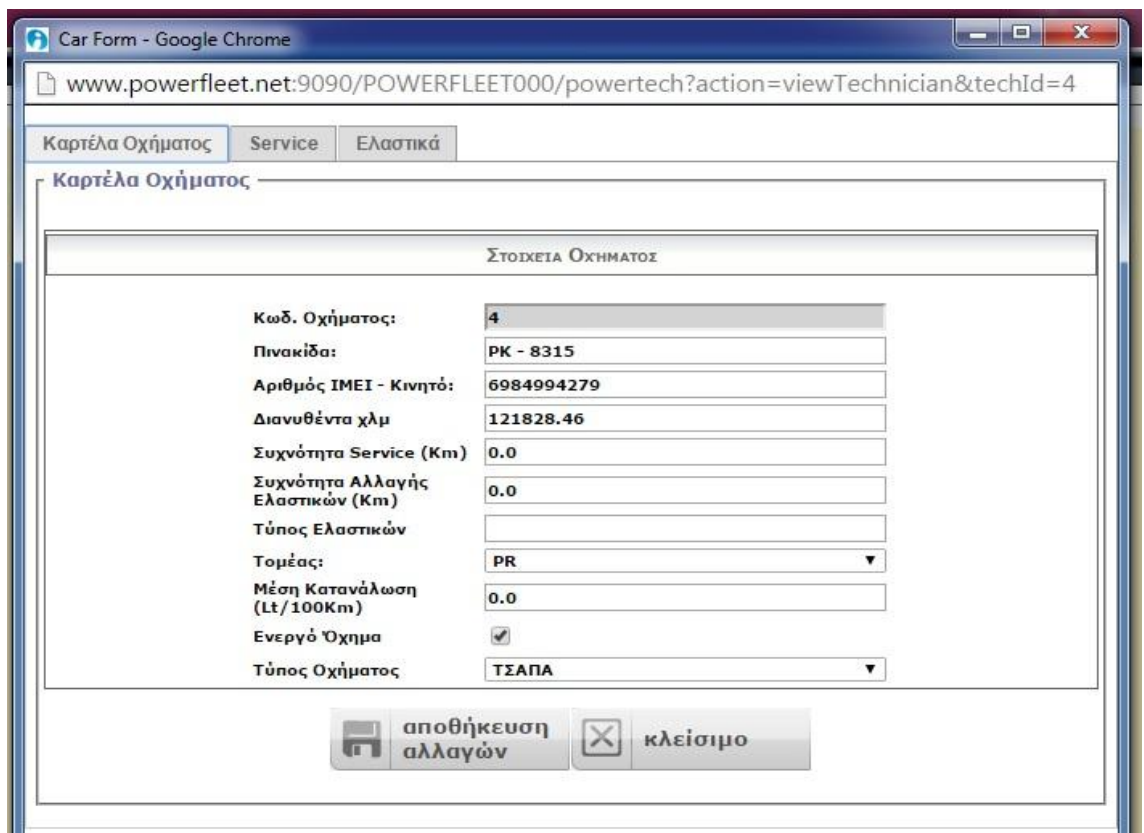 Car Form - Google Chrome
www.powerfleet.net:9090/POWERFLEET000/powertech?action=viewTechnician&techId=4
Καρτέλα Οχήματος Service Ελαστικά
Καρτέλα Οχήματος
Στοιχεία Οχήματος
Κωδ. Οχήματος: 4
Πινακίδα: PK - 8315
Αριθμός IMEI - Κινητό: 6984994279
Διανυθέντα χλμ 121828.46
Συχνότητα Service (Km) 0.0
Συχνότητα Αλλαγής
Ελαστικών (Km) 0.0
Τύπος Ελαστικών
Τομέας: PR
Μέση Κατανάλωση
(Lt/100Km) 0.0
Ενεργό Όχημα
Τύπος Οχήματος ΤΣΑΠΑ
αποθήκευση
αλλαγών
κλείσιμο